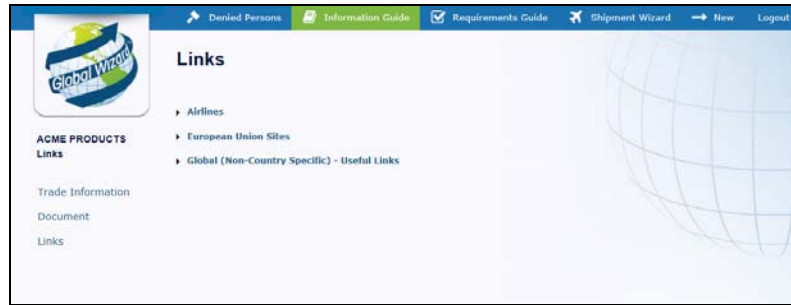 Denied Persons Information Guide Requirements Guide Shipment Wizard New Logout
Global Wizard
Links
Airlines
European Union Sites
Global (Non-Country Specific) - Useful Links
ACME PRODUCTS
Links
Trade Information
Document
Links